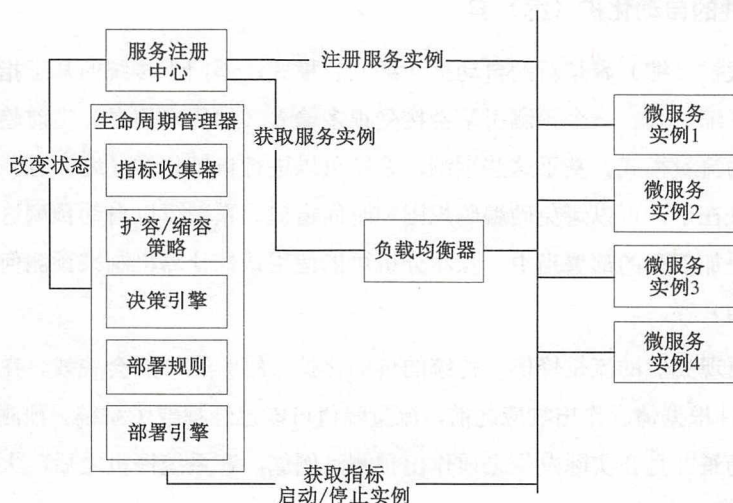 服务注册
中心
注册服务实例
生命周期管理器
获取服务实例
改变状态
指标收集器
扩容/缩容
策略
决策引擎
部署规则
部署引擎
负载均衡器
微服务
实例1
微服务
实例2
微服务
实例3
微服务
实例4
获取指标
启动/停止实例